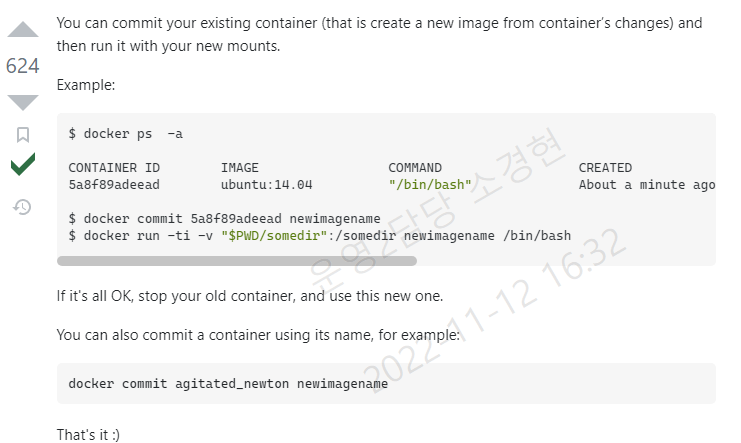 You can commit your existing container (that is create a new image from container's changes) and
then run it with your new mounts.
624
Example:
$ docker ps  -a
CONTAINER ID        IMAGE               COMMAND             CREATED
5a8f89adeead        ubuntu:14.04        "/bin/bash"         About a minute ago
$ docker commit 5a8f89adeead newimagename
$ docker run -ti -v "$PWD/somedir":/somedir newimagename /bin/bash
If it's all OK, stop your old container, and use this new one.
You can also commit a container using its name, for example:
docker commit agitated_newton newimagename
That's it :)
운영2담당 소경현
2022-11-12 16:32